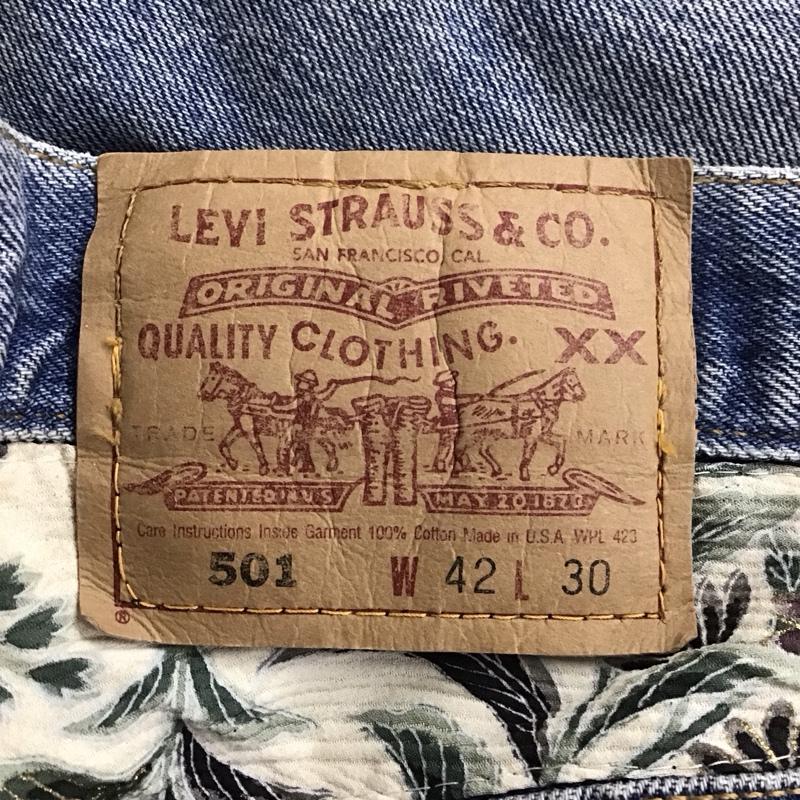 LEVI STRAUSS & CO.
SAN FRANCISCO, CAL.
ORIGINAL RIVETED
QUALITY CLOTHING. XX
TRADE MARK
PATENTED IN U.S. MAY 20 1873
Care Instructions Inside Garment 100% Cotton Made in U.S.A. WPL 423
501 W 42 L 30
®